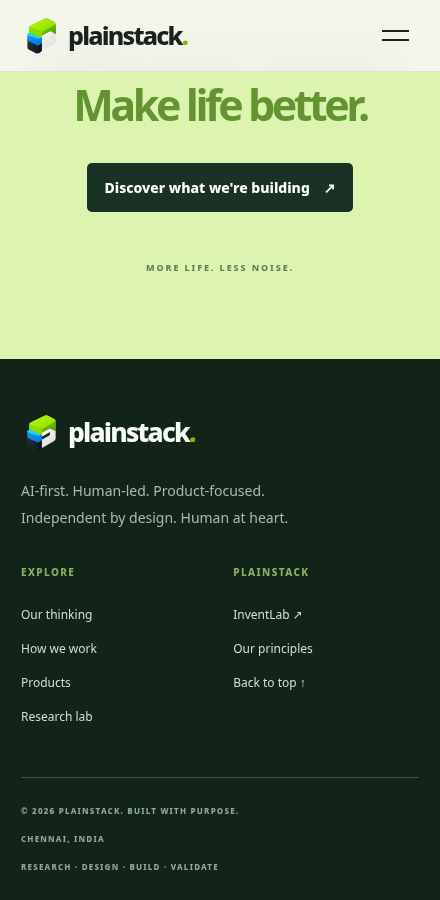 plainstack.
Make life better.
Discover what we're building ↗
MORE LIFE. LESS NOISE.
plainstack.
AI-first. Human-led. Product-focused.
Independent by design. Human at heart.
EXPLORE
Our thinking
How we work
Products
Research lab
PLAINSTACK
InventLab ↗
Our principles
Back to top ↑
© 2026 PLAINSTACK. BUILT WITH PURPOSE.
CHENNAI, INDIA
RESEARCH · DESIGN · BUILD · VALIDATE